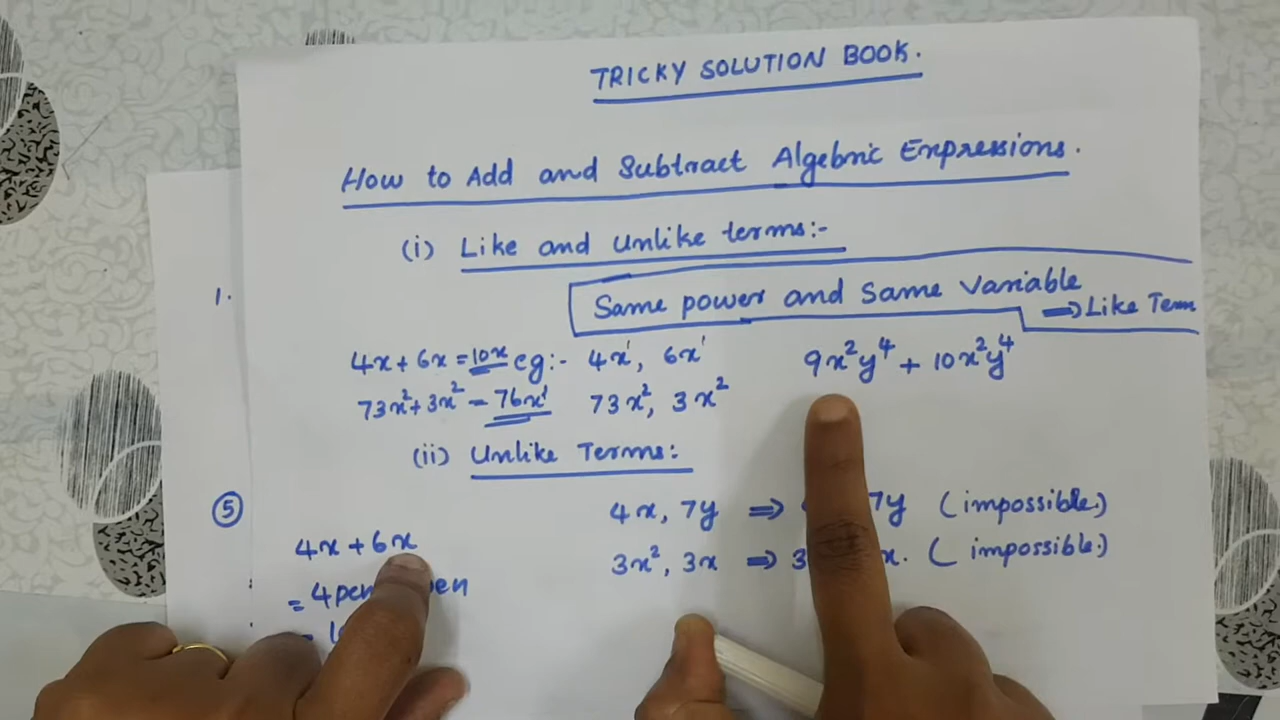 TRICKY SOLUTION BOOK.
How to Add and Subtract Algebric Expressions.
(i) Like and Unlike terms:-
1.
Same power and Same Variable
⇒ Like Term
4x + 6x = 10x eg:- 4x¹, 6x¹ 9x²y⁴ + 10x²y⁴
73x² + 3x² = 76x¹ 73x², 3x²
(ii) Unlike Terms:
5
4x, 7y ⇒ 7y (impossible)
4x + 6x
3x², 3x ⇒ 3 x. (impossible)
= 4pen
=